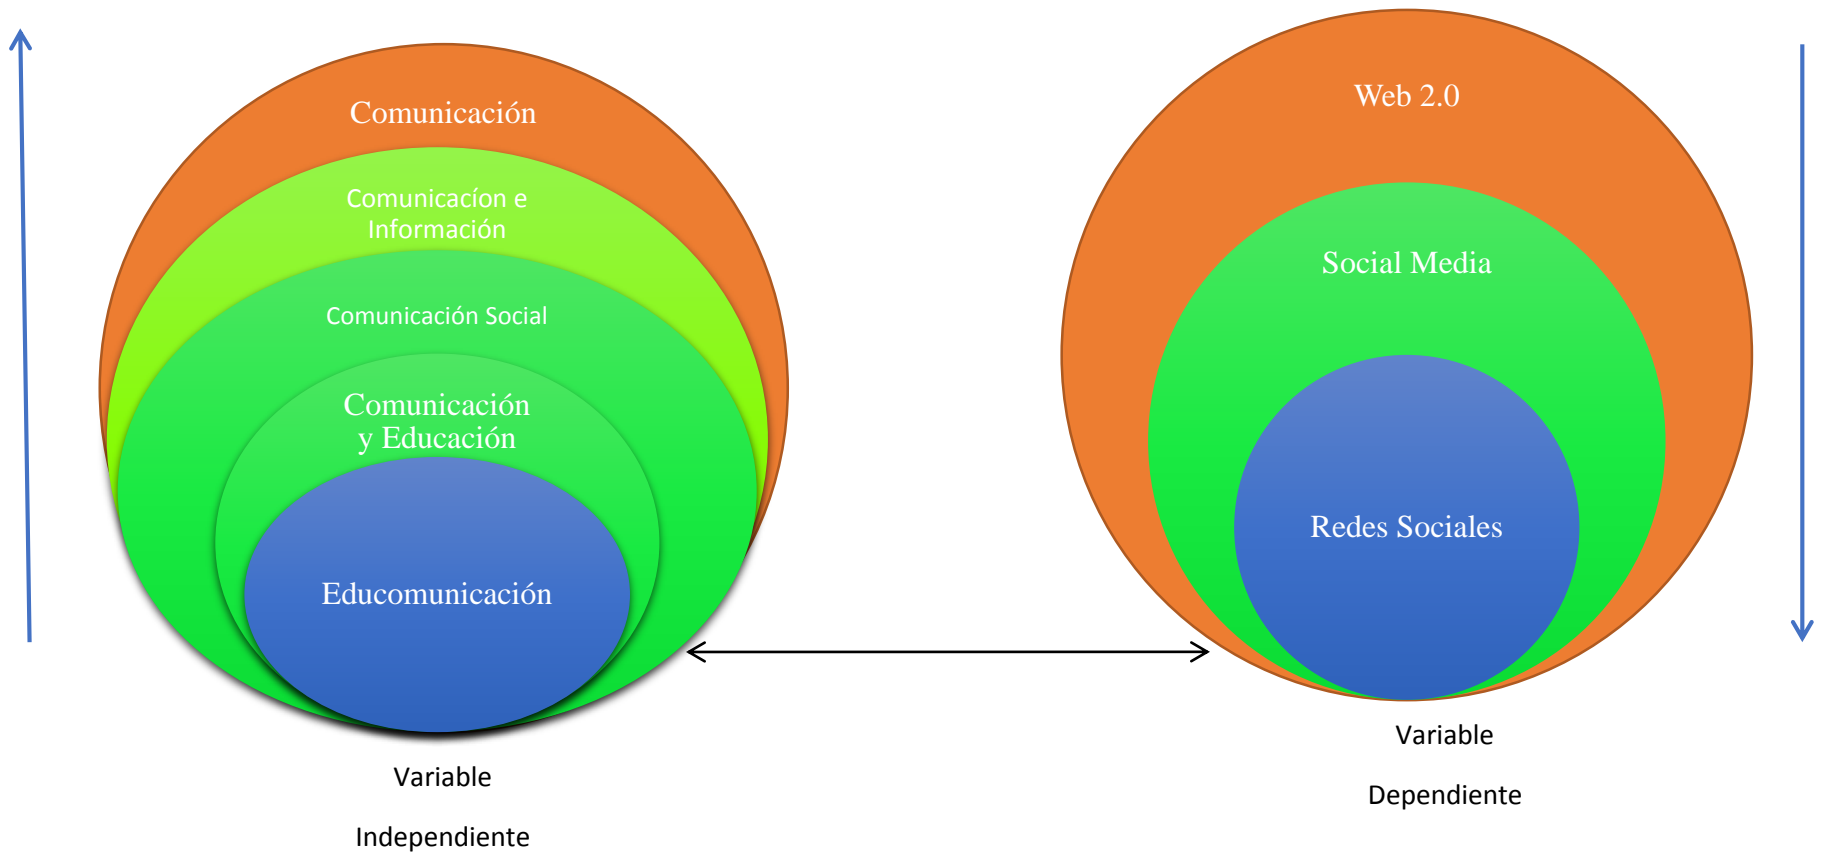 Comunicación
Comunicacíon e
Información
Comunicación Social
Comunicación
y Educación
Educomunicación
Variable
Independiente
Web 2.0
Social Media
Redes Sociales
Variable
Dependiente